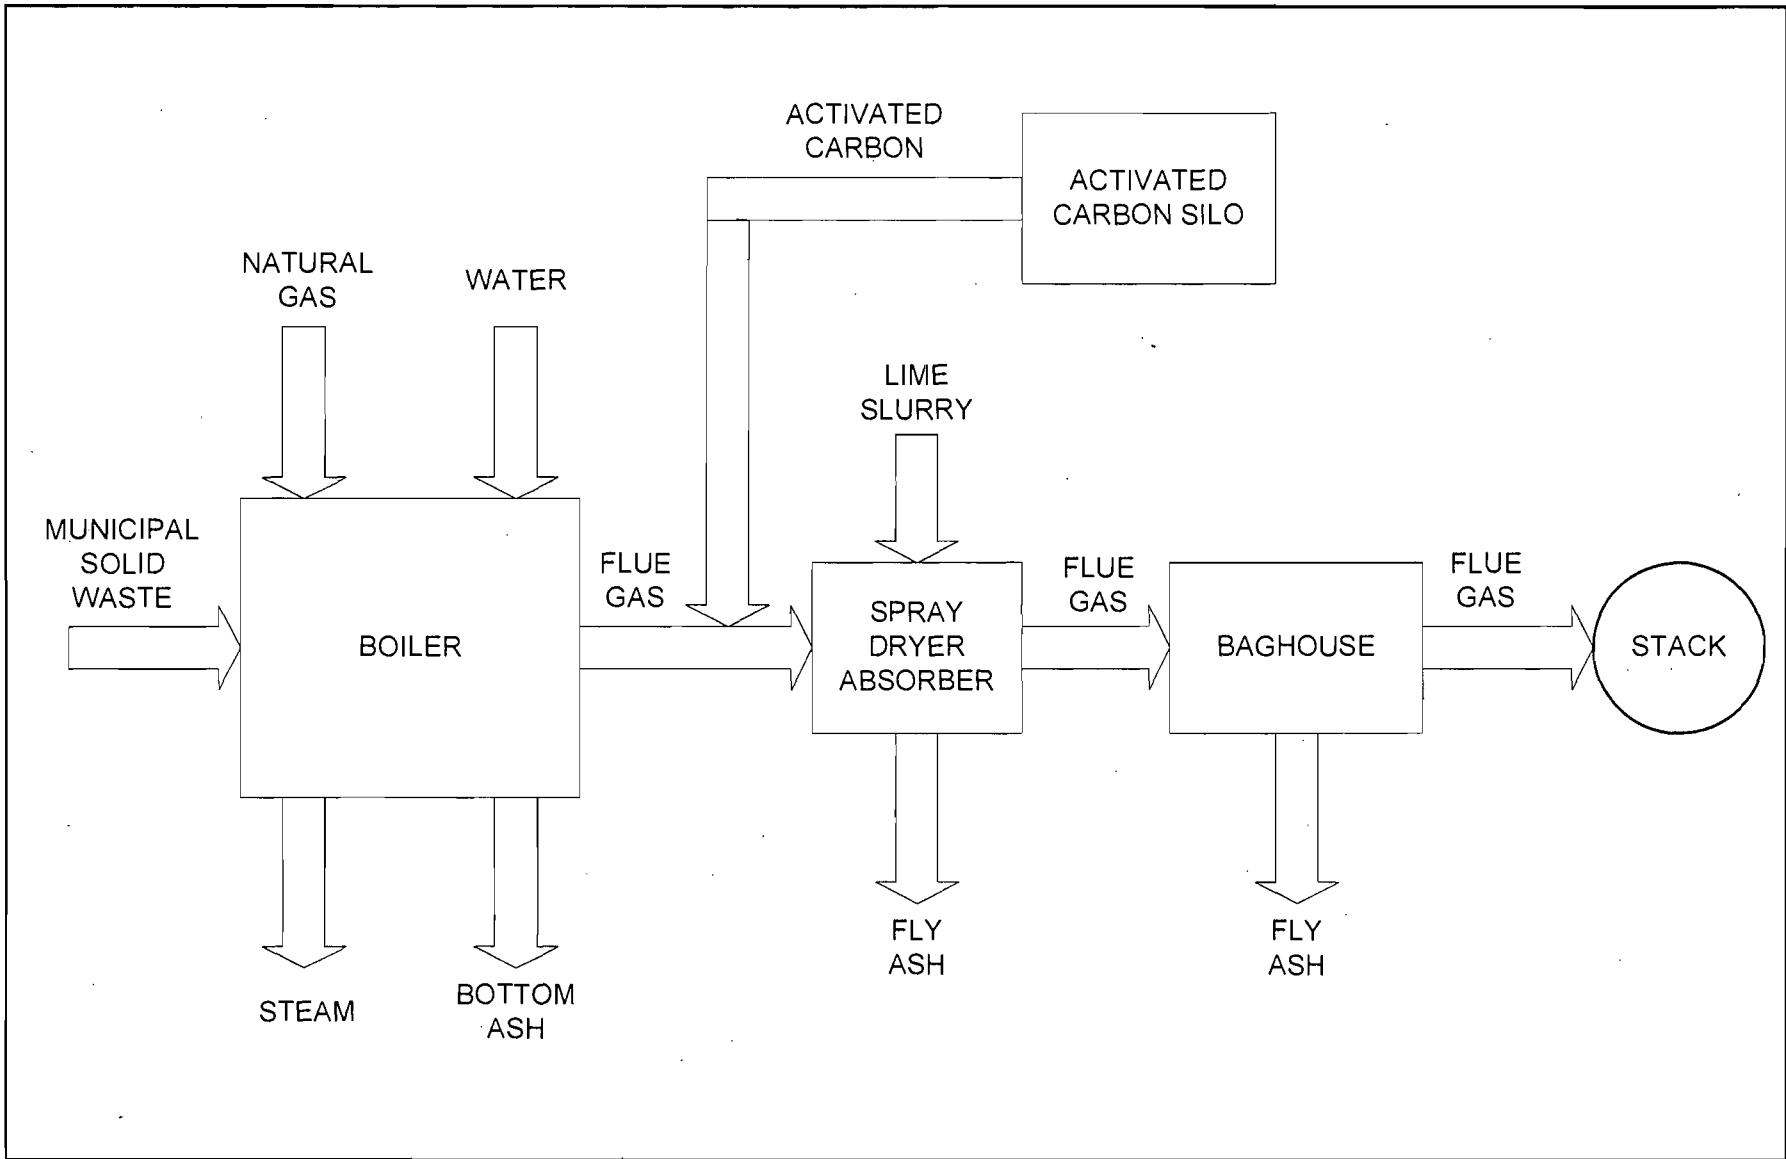 ACTIVATED
CARBON
ACTIVATED
CARBON SILO
NATURAL
GAS
WATER
LIME
SLURRY
MUNICIPAL
SOLID
WASTE
BOILER
FLUE
GAS
SPRAY
DRYER
ABSORBER
FLUE
GAS
BAGHOUSE
FLUE
GAS
STACK
STEAM
BOTTOM
ASH
FLY
ASH
FLY
ASH